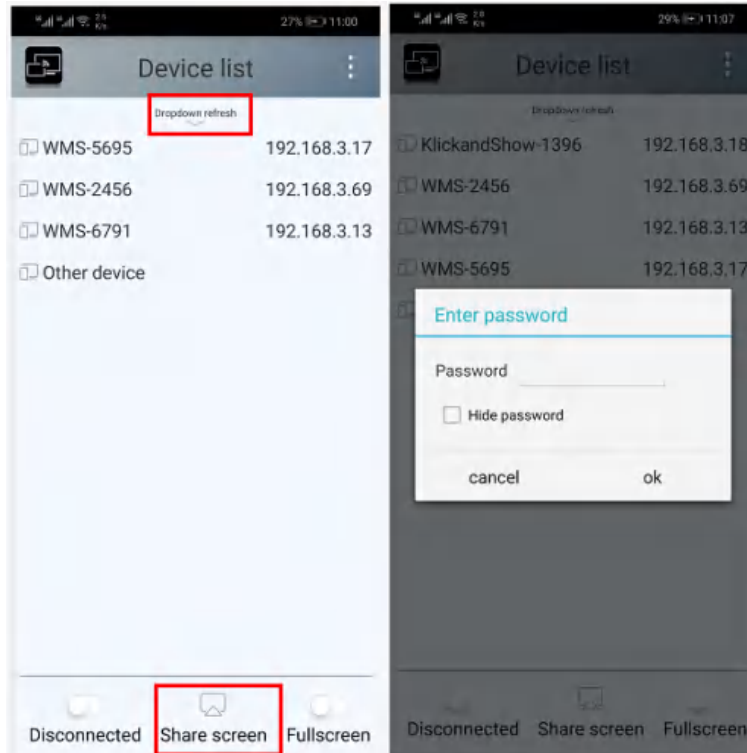 27% 11:00
Device list
Dropdown refresh
WMS-5695 192.168.3.17
WMS-2456 192.168.3.69
WMS-6791 192.168.3.13
Other device
Disconnected Share screen Fullscreen
29% 11:07
Device list
Dropdown refresh
KlickandShow-1396 192.168.3.18
WMS-2456 192.168.3.69
WMS-6791 192.168.3.13
WMS-5695 192.168.3.17
Enter password
Password
Hide password
cancel ok
Disconnected Share screen Fullscreen